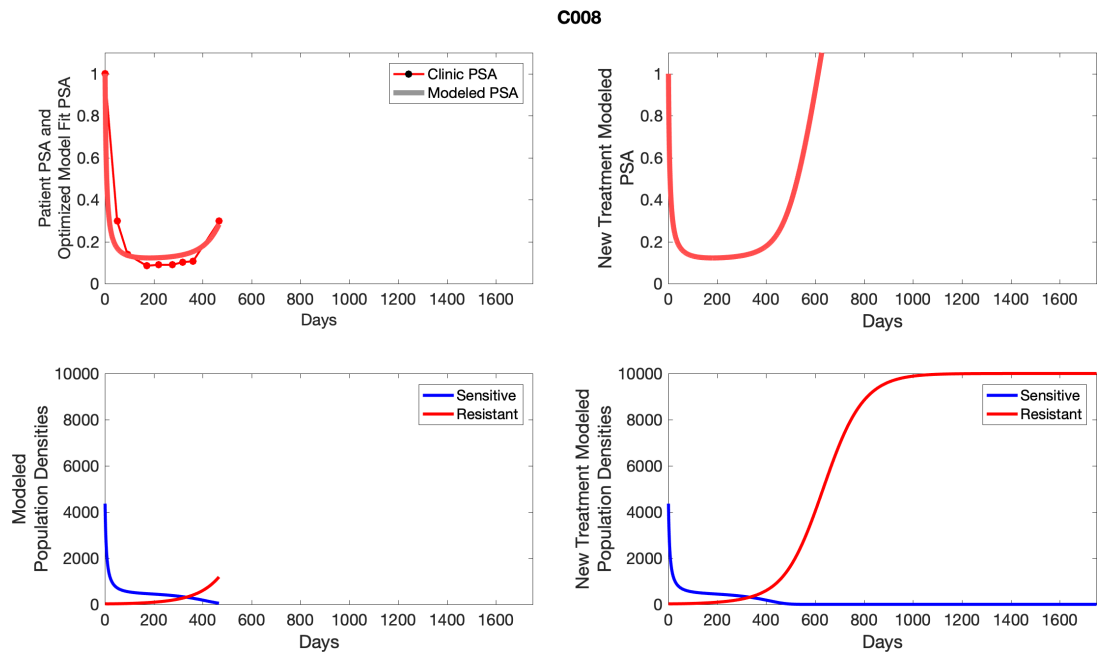 C008
Patient PSA and
Optimized Model Fit PSA
1
0.8
0.6
0.4
0.2
0
0 200 400 600 800 1000 1200 1400 1600
Days
Clinic PSA
Modeled PSA
New Treatment Modeled
PSA
1
0.8
0.6
0.4
0.2
0
0 200 400 600 800 1000 1200 1400 1600
Days
Modeled
Population Densities
10000
8000
6000
4000
2000
0
0 200 400 600 800 1000 1200 1400 1600
Days
Sensitive
Resistant
New Treatment Modeled
Population Densities
10000
8000
6000
4000
2000
0
0 200 400 600 800 1000 1200 1400 1600
Days
Sensitive
Resistant